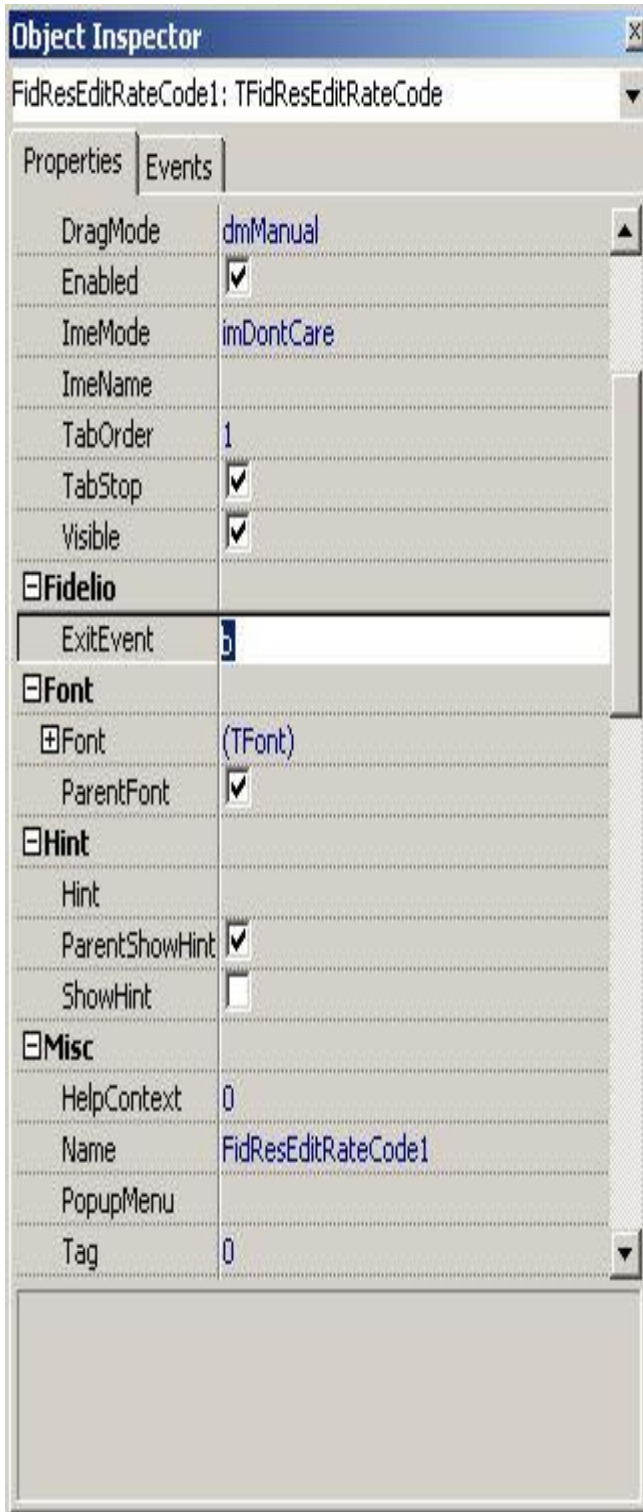 Object Inspector
FidResEditRateCode1: TFidResEditRateCode
Properties Events
DragMode dmManual
Enabled
ImeMode imDontCare
ImeName
TabOrder 1
TabStop
Visible
Fidelio
ExitEvent b
Font
Font (TFont)
ParentFont
Hint
Hint
ParentShowHint
ShowHint
Misc
HelpContext 0
Name FidResEditRateCode1
PopupMenu
Tag 0